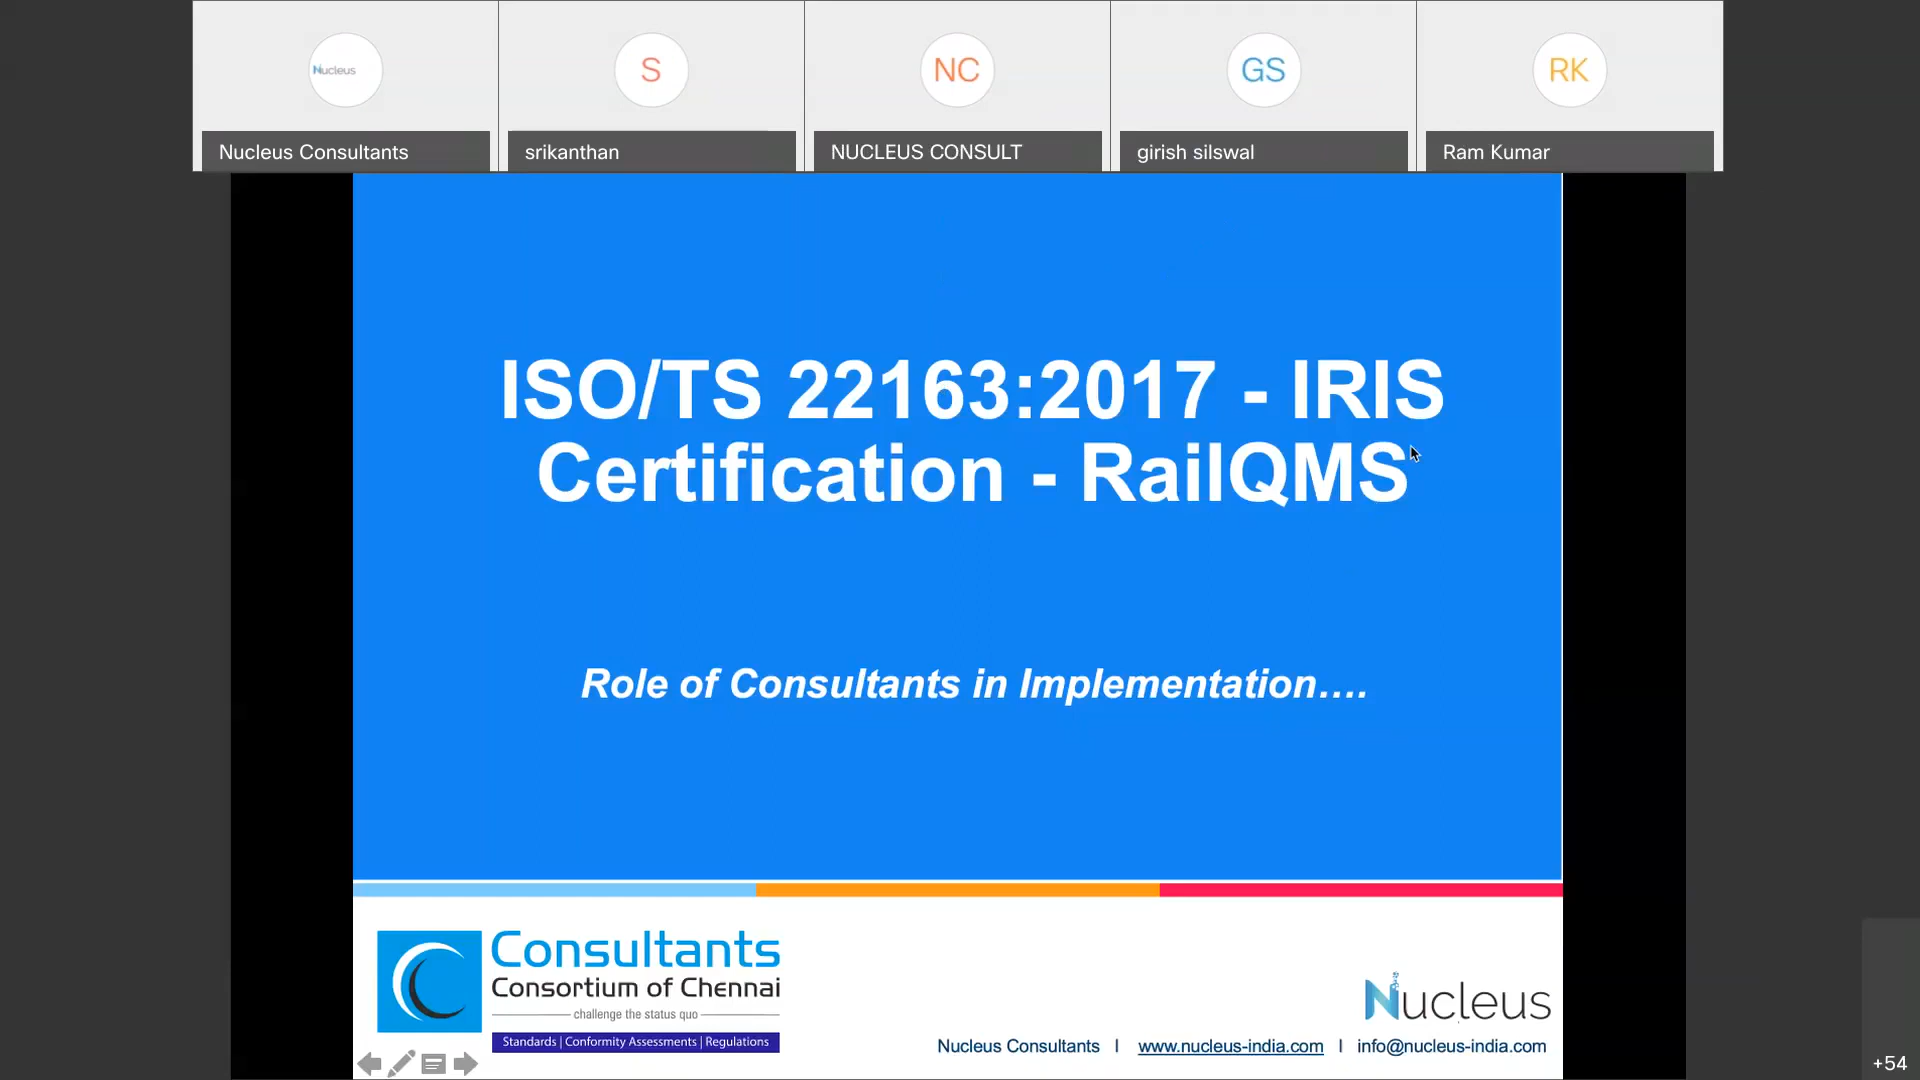 Nucleus
S
NC
GS
RK
Nucleus Consultants
srikanthan
NUCLEUS CONSULT
girish silswal
Ram Kumar
ISO/TS 22163:2017 - IRIS
Certification - RailQMS
Role of Consultants in Implementation....
Consultants
Consortium of Chennai
challenge the status quo
Standards | Conformity Assessments | Regulations
Nucleus
Nucleus Consultants | www.nucleus-india.com | info@nucleus-india.com
+54